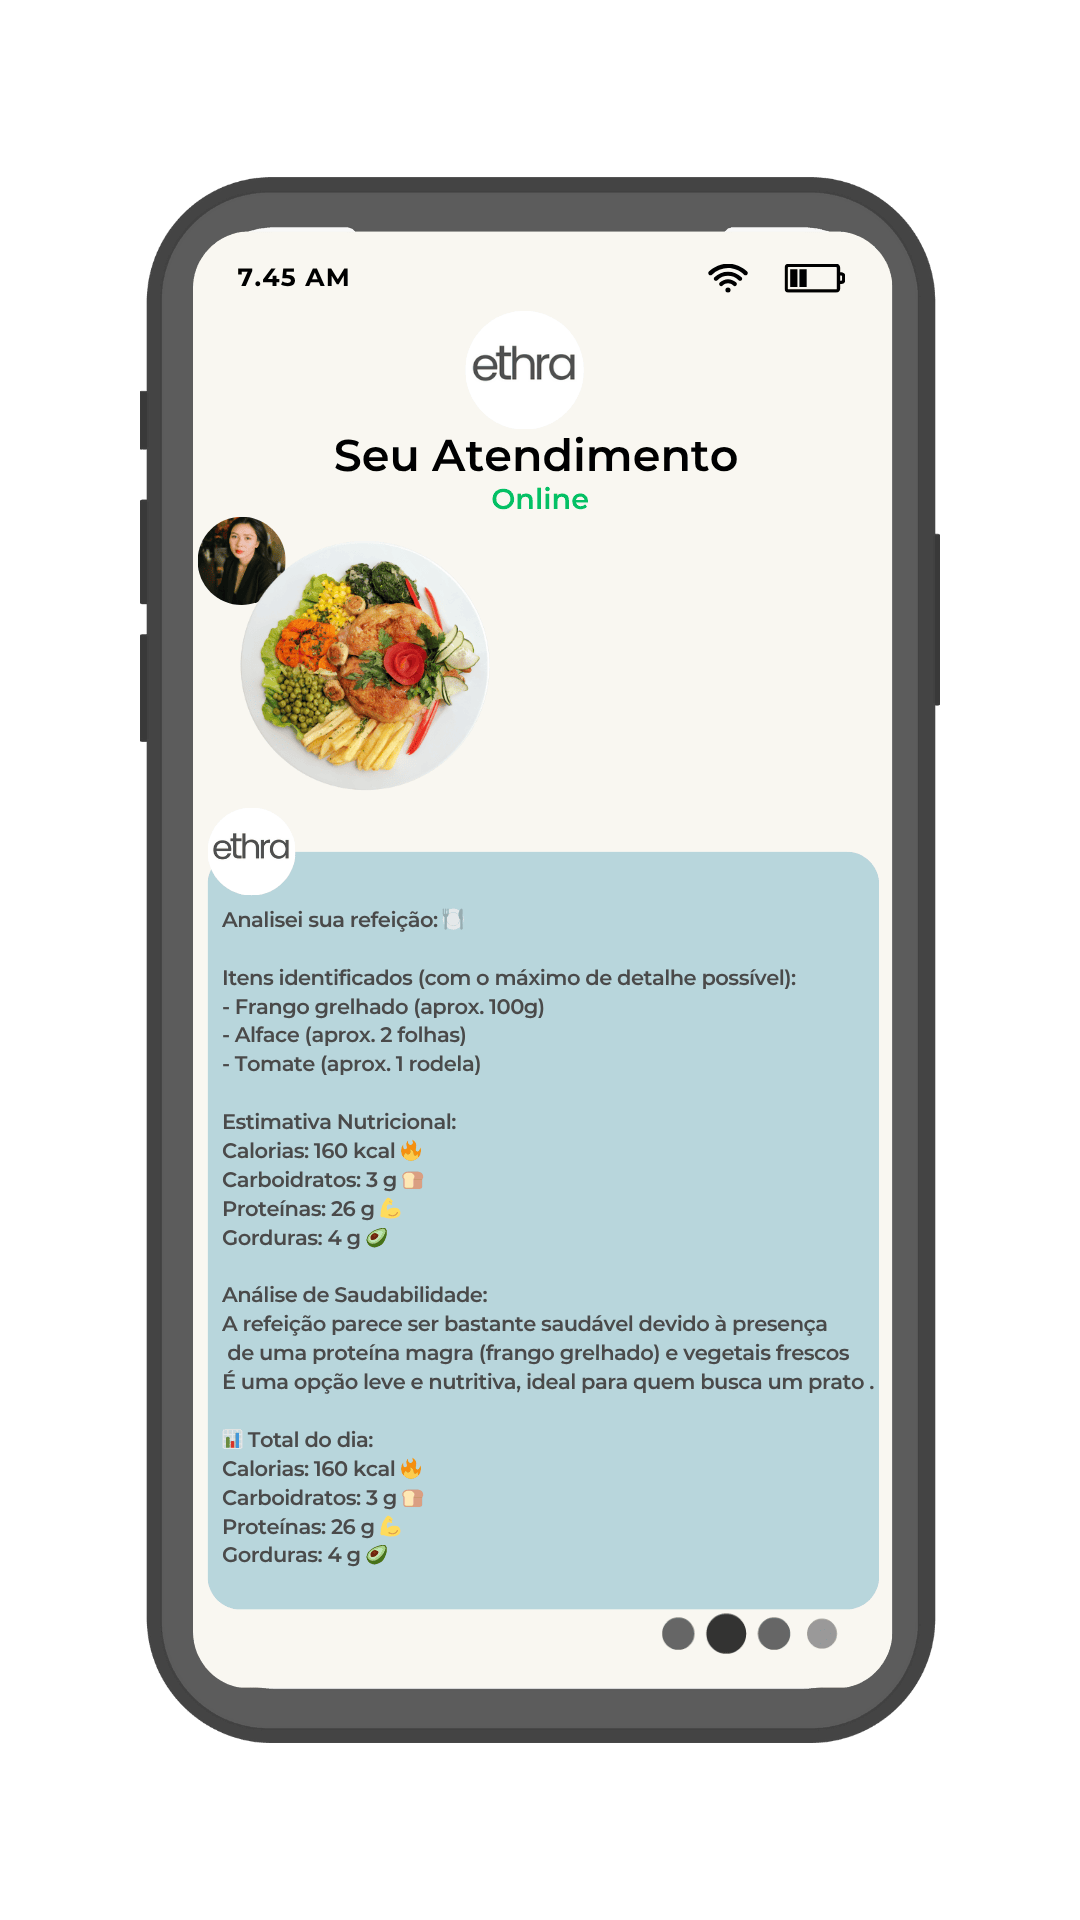 7.45 AM
ethra
Seu Atendimento
Online
ethra
Analisei sua refeição: 🍽️
Itens identificados (com o máximo de detalhe possível):
- Frango grelhado (aprox. 100g)
- Alface (aprox. 2 folhas)
- Tomate (aprox. 1 rodela)
Estimativa Nutricional:
Calorias: 160 kcal 🔥
Carboidratos: 3 g 🍞
Proteínas: 26 g 💪
Gorduras: 4 g 🥑
Análise de Saudabilidade:
A refeição parece ser bastante saudável devido à presença
de uma proteína magra (frango grelhado) e vegetais frescos
É uma opção leve e nutritiva, ideal para quem busca um prato .
📊 Total do dia:
Calorias: 160 kcal 🔥
Carboidratos: 3 g 🍞
Proteínas: 26 g 💪
Gorduras: 4 g 🥑